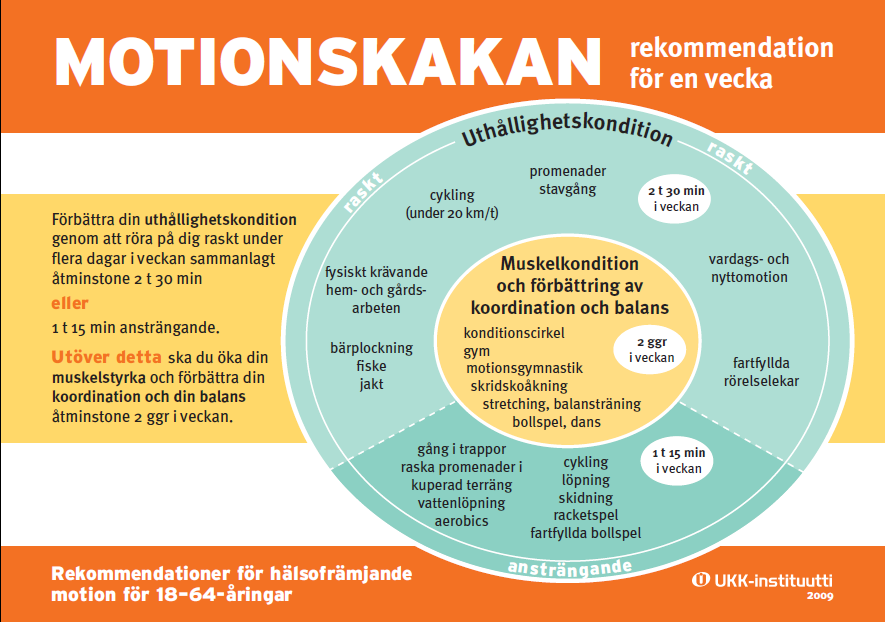 MOTIONSKAKAN
rekommendation
för en vecka
Förbättra din uthållighetskondition
genom att röra på dig raskt under
flera dagar i veckan sammanlagt
åtminstone 2 t 30 min
eller
1 t 15 min ansträngande.
Utöver detta ska du öka din
muskelstyrka och förbättra din
koordination och din balans
åtminstone 2 ggr i veckan.
Uthållighetskondition
raskt
raskt
promenader
stavgång
cykling
(under 20 km/t)
2 t 30 min
i veckan
fysiskt krävande
hem- och gårds-
arbeten
bärplockning
fiske
jakt
vardags- och
nyttomotion
fartfyllda
rörelselekar
Muskelkondition
och förbättring av
koordination och balans
konditionscirkel
gym
motionsgymnastik
skridskoåkning
stretching, balansträning
bollspel, dans
2 ggr
i veckan
gång i trappor
raska promenader i
kuperad terräng
vattenlöpning
aerobics
cykling
löpning
skidning
racketspel
fartfyllda bollspel
1 t 15 min
i veckan
ansträngande
Rekommendationer för hälsofrämjande
motion för 18–64-åringar
UKK-instituutti
2009